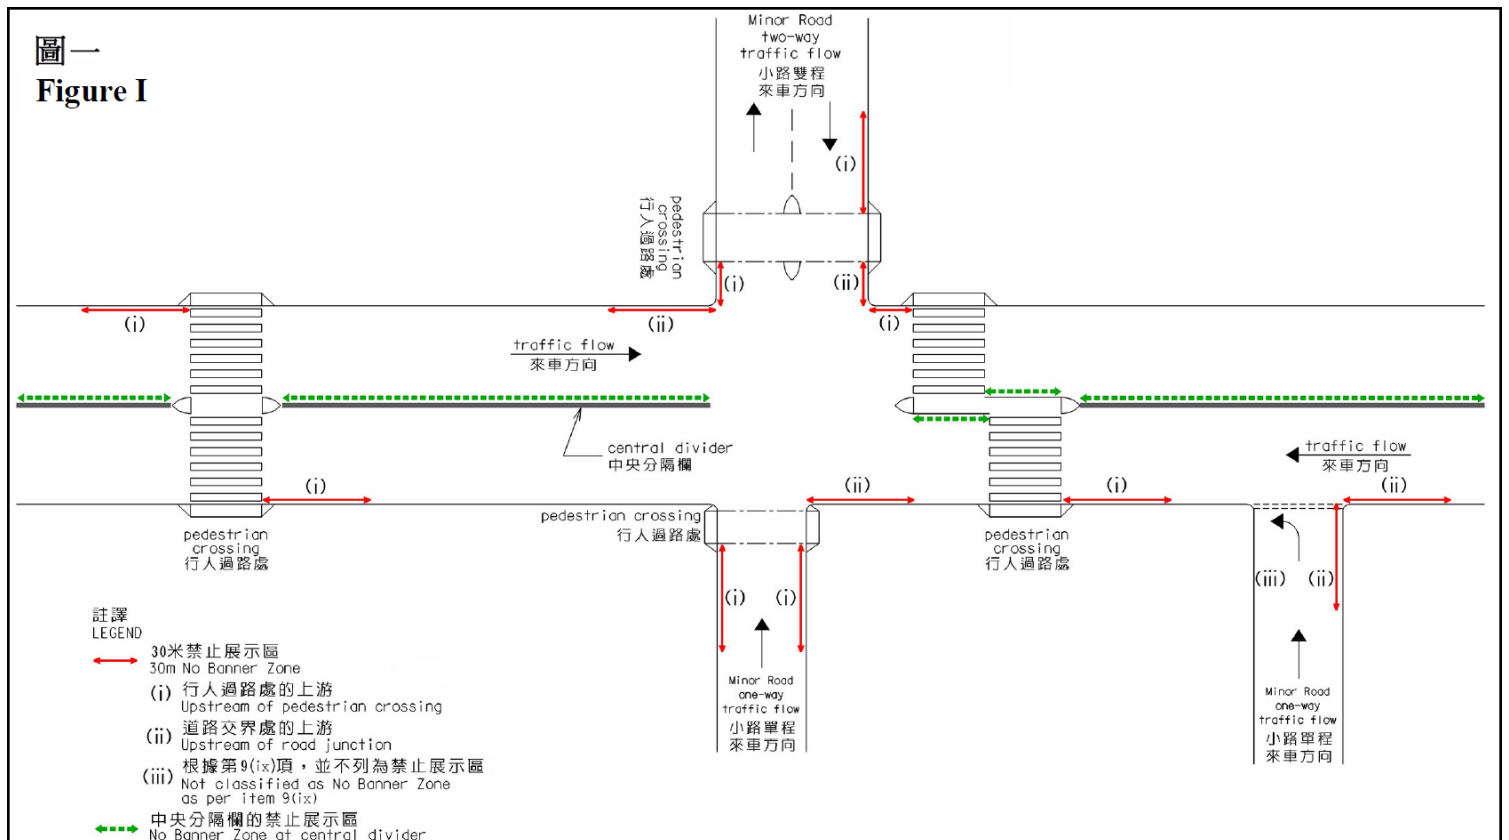 圖一
Figure I
Minor Road
two-way
traffic flow
小路雙程
來車方向
(i)
pedestrian
crossing
行人過路處
(i)
(ii)
(i)
(ii)
(i)
traffic flow
來車方向
central divider
中央分隔欄
traffic flow
來車方向
(i)
(ii)
(i)
(ii)
pedestrian
crossing
行人過路處
pedestrian crossing
行人過路處
pedestrian
crossing
行人過路處
(i)
(i)
(iii)
(ii)
Minor Road
one-way
traffic flow
小路單程
來車方向
Minor Road
one-way
traffic flow
小路單程
來車方向
註譯
LEGEND
30米禁止展示區
30m No Banner Zone
(i) 行人過路處的上游
Upstream of pedestrian crossing
(ii) 道路交界處的上游
Upstream of road junction
(iii) 根據第9(ix)項，並不列為禁止展示區
Not classified as No Banner Zone
as per item 9(ix)
中央分隔欄的禁止展示區
No Banner Zone at central divider